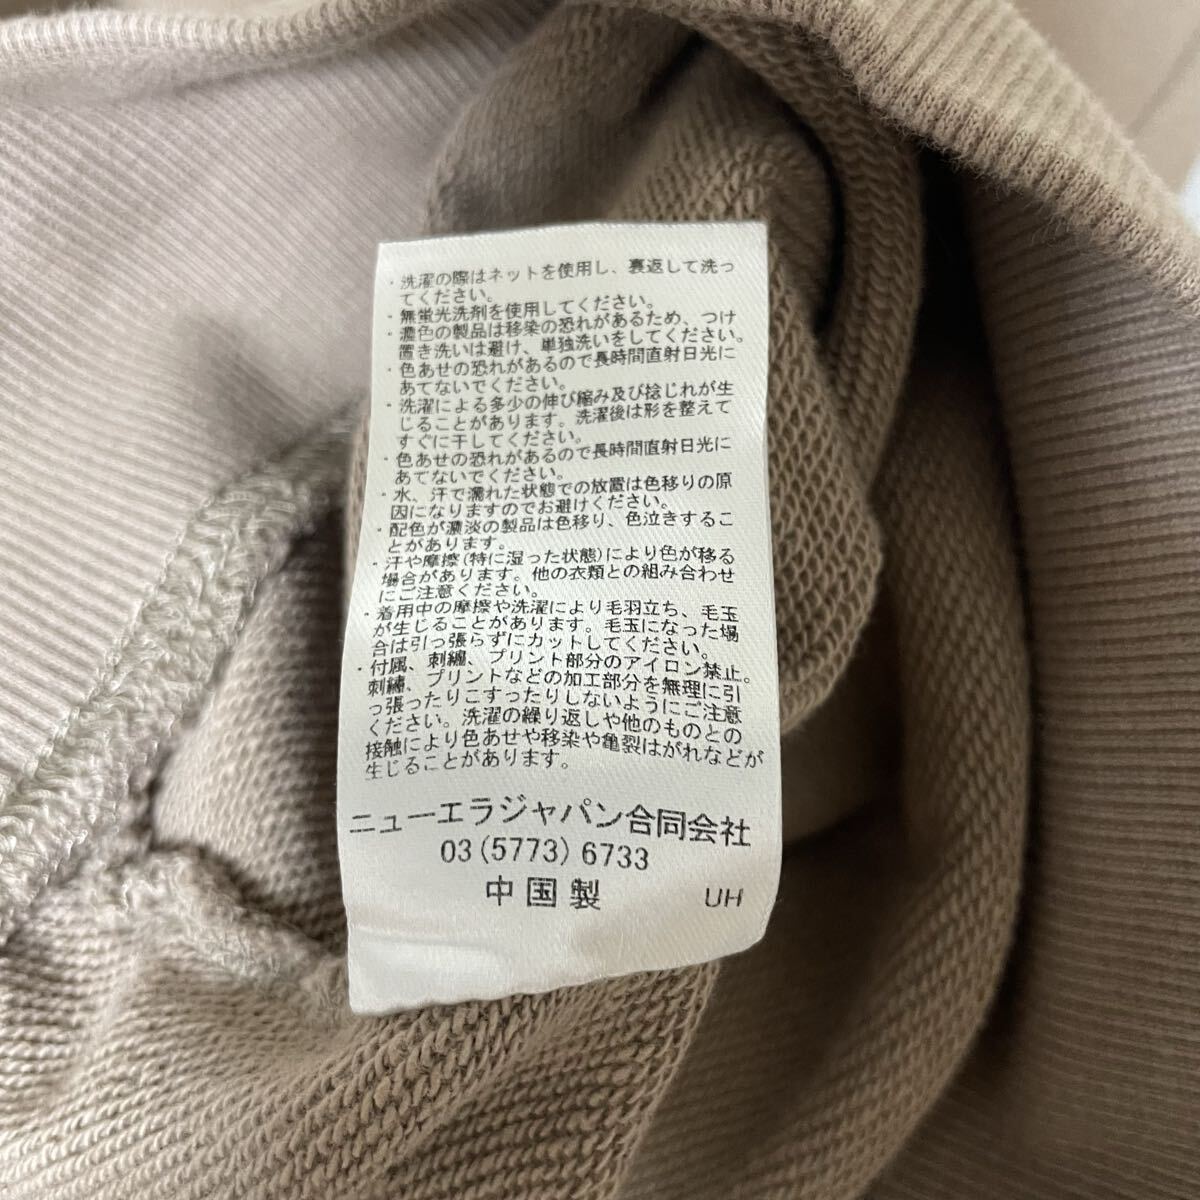 ・洗濯の際はネットを使用し、裏返して洗っ
てください。
・無蛍光洗剤を使用してください。
・濃色の製品は移染の恐れがあるため、つけ
置き洗いは避け、単独洗いをしてください。
・色あせの恐れがあるので長時間直射日光に
あてないでください。
・洗濯による多少の伸び縮み及び捻じれが生
じることがあります。洗濯後は形を整えて
すぐに干してください。
・色あせの恐れがあるので長時間直射日光に
あてないでください。
・水、汗で濡れた状態での放置は色移りの原
因になりますのでお避けください。
・配色が濃淡の製品は色移り、色泣きするこ
とがあります。
・汗や摩擦(特に湿った状態)により色が移る
場合があります。他の衣類との組み合わせ
にご注意ください。
・着用中の摩擦や洗濯により毛羽立ち、毛玉
が生じることがあります。毛玉になった場
合は引っ張らずにカットしてください。
・付属、刺繍、プリント部分のアイロン禁止。
刺繍、プリントなどの加工部分を無理に引
っ張ったりこすったりしないようにご注意
ください。洗濯の繰り返しや他のものとの
接触により色あせや移染や亀裂はがれなどが
生じることがあります。
ニューエラジャパン合同会社
03(5773)6733
中国製 UH